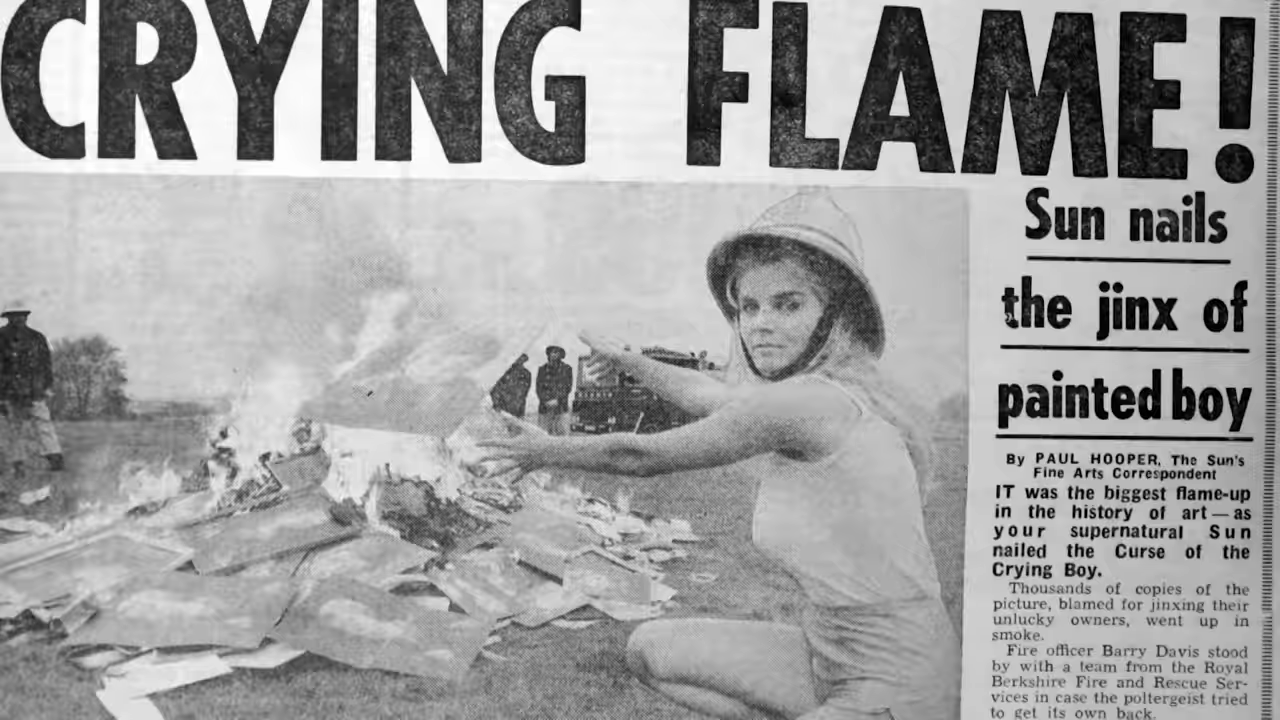 CRYING FLAME!
Sun nails
the jinx of
painted boy
By PAUL HOOPER, The Sun's
Fine Arts Correspondent
IT was the biggest flame-up
in the history of art — as
your supernatural Sun
nailed the Curse of the
Crying Boy.
Thousands of copies of the
picture, blamed for jinxing their
unlucky owners, went up in
smoke.
Fire officer Barry Davis stood
by with a team from the Royal
Berkshire Fire and Rescue Ser-
vices in case the poltergeist tried
to get its own back.